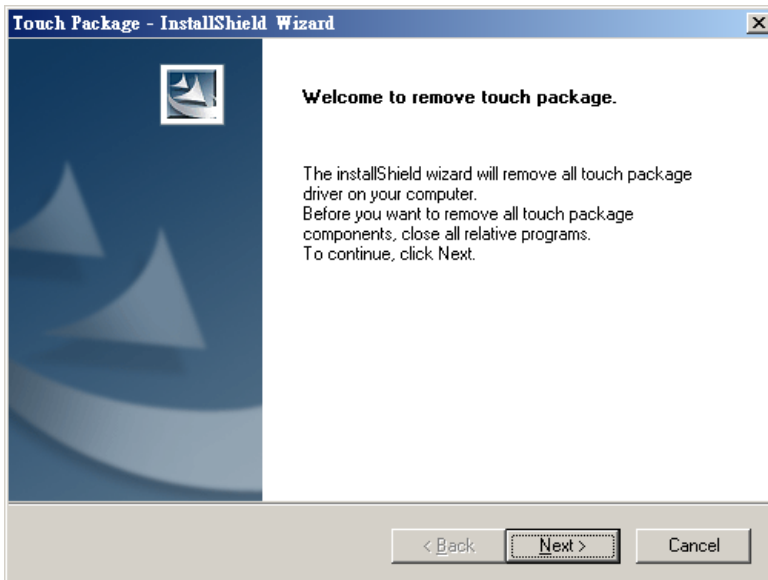 Touch Package - InstallShield Wizard
Welcome to remove touch package.
The installShield wizard will remove all touch package
driver on your computer.
Before you want to remove all touch package
components, close all relative programs.
To continue, click Next.
< Back
Next >
Cancel